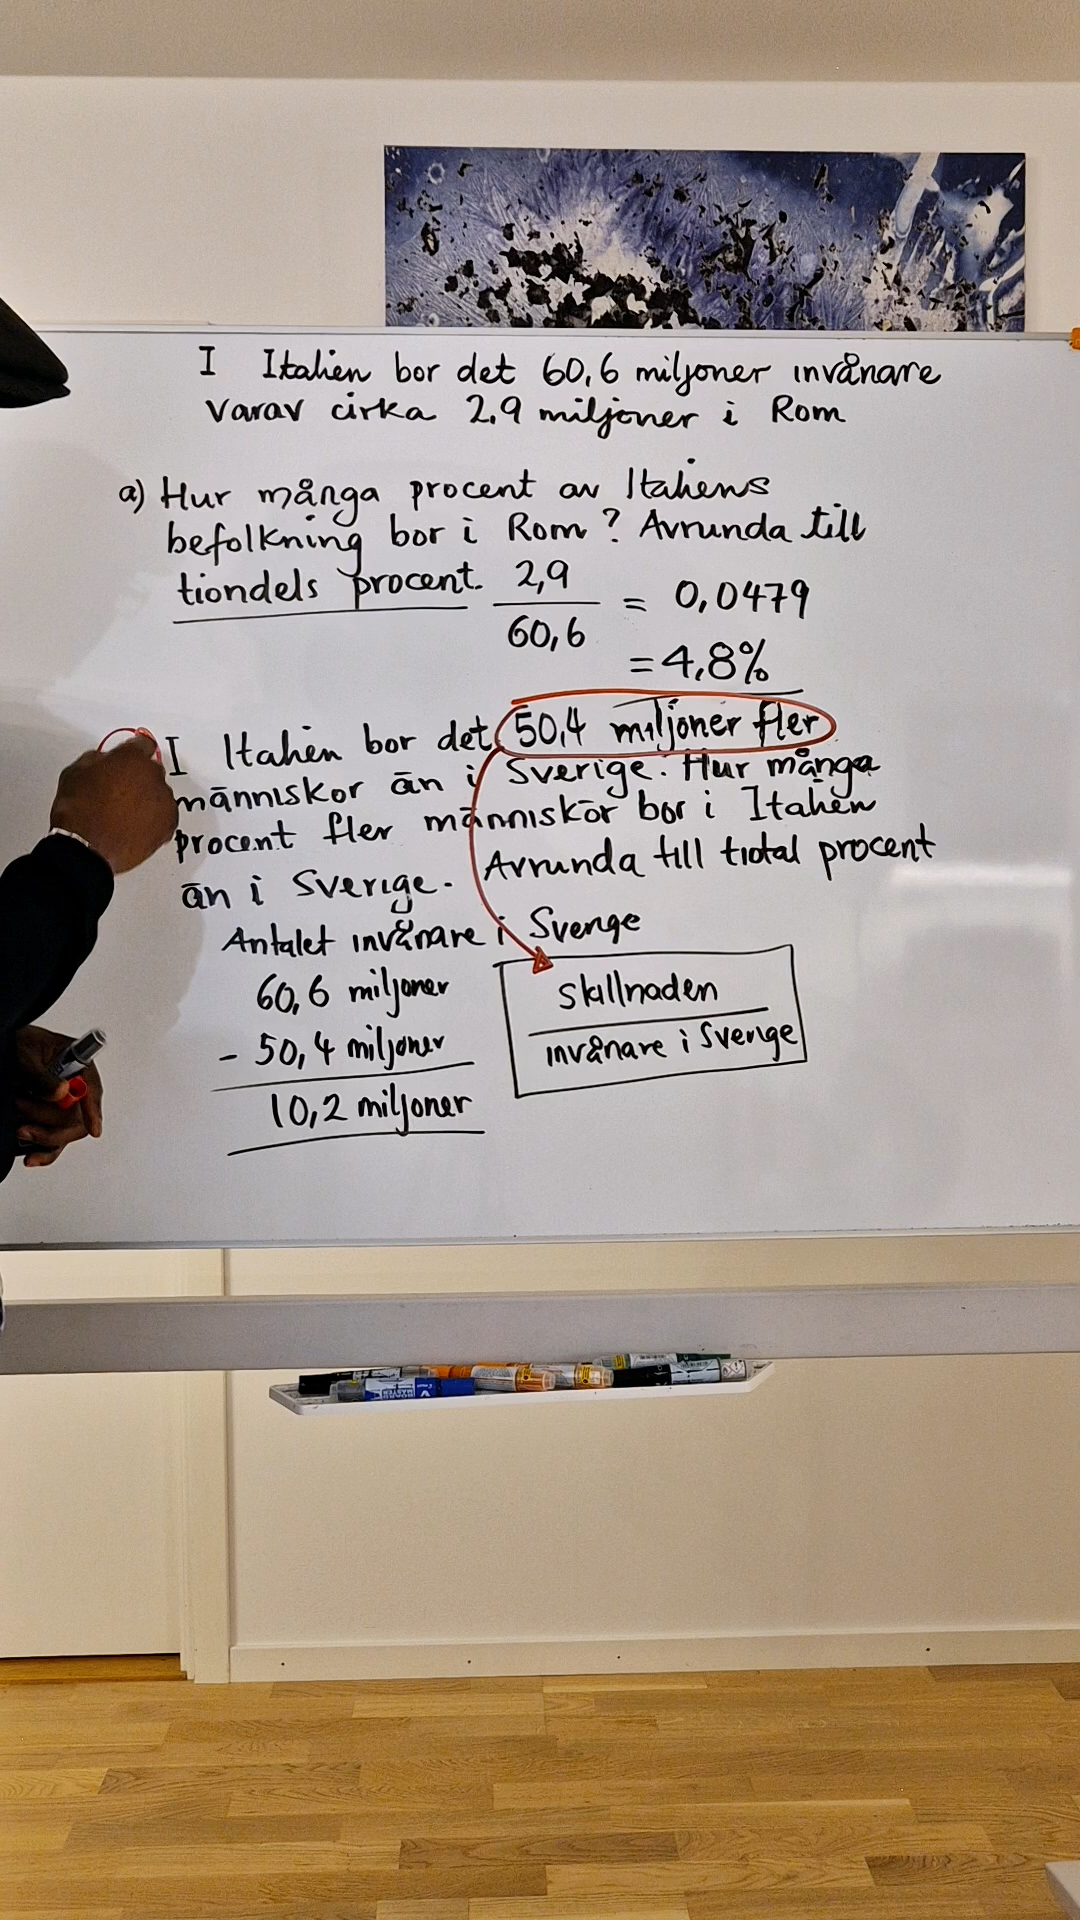 I Italien bor det 60,6 miljoner invånare
varav cirka 2,9 miljoner i Rom
a) Hur många procent av Italiens
befolkning bor i Rom? Avrunda till
tiondels procent.
2,9
60,6
= 0,0479
= 4,8%
I Italien bor det 50,4 miljoner fler
människor än i Sverige. Hur många
procent fler människor bor i Italien
än i Sverige. Avrunda till tiotal procent
Antalet invånare i Sverige
60,6 miljoner
- 50,4 miljoner
10,2 miljoner
skillnaden
invånare i Sverige